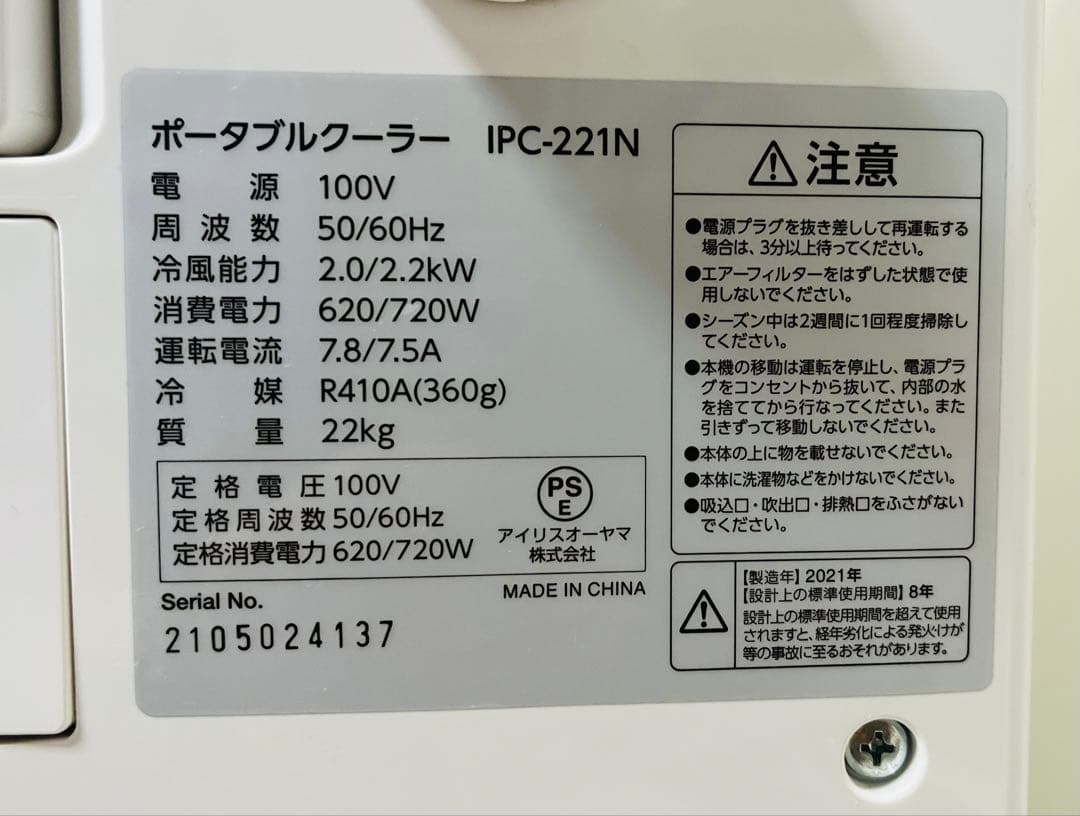 ポータブルクーラー IPC-221N
電源 100V
周波数 50/60Hz
冷風能力 2.0/2.2kW
消費電力 620/720W
運転電流 7.8/7.5A
冷媒 R410A(360g)
質量 22kg
定格電圧 100V
定格周波数 50/60Hz
定格消費電力 620/720W
PS
E
アイリスオーヤマ
株式会社
MADE IN CHINA
Serial No.
2105024137
注意
●電源プラグを抜き差しして再運転する
場合は、3分以上待ってください。
●エアーフィルターをはずした状態で使
用しないでください。
●シーズン中は2週間に1回程度掃除し
てください。
●本機の移動は運転を停止し、電源プラ
グをコンセントから抜いて、内部の水
を捨ててから行なってください。また
引きずって移動しないでください。
●本体の上に物を載せないでください。
●本体に洗濯物などをかけないでください。
●吸込口・吹出口・排熱口をふさがない
でください。
【製造年】2021年
【設計上の標準使用期間】8年
設計上の標準使用期間を超えて使用
されますと、経年劣化による発火・けが
等の事故に至るおそれがあります。